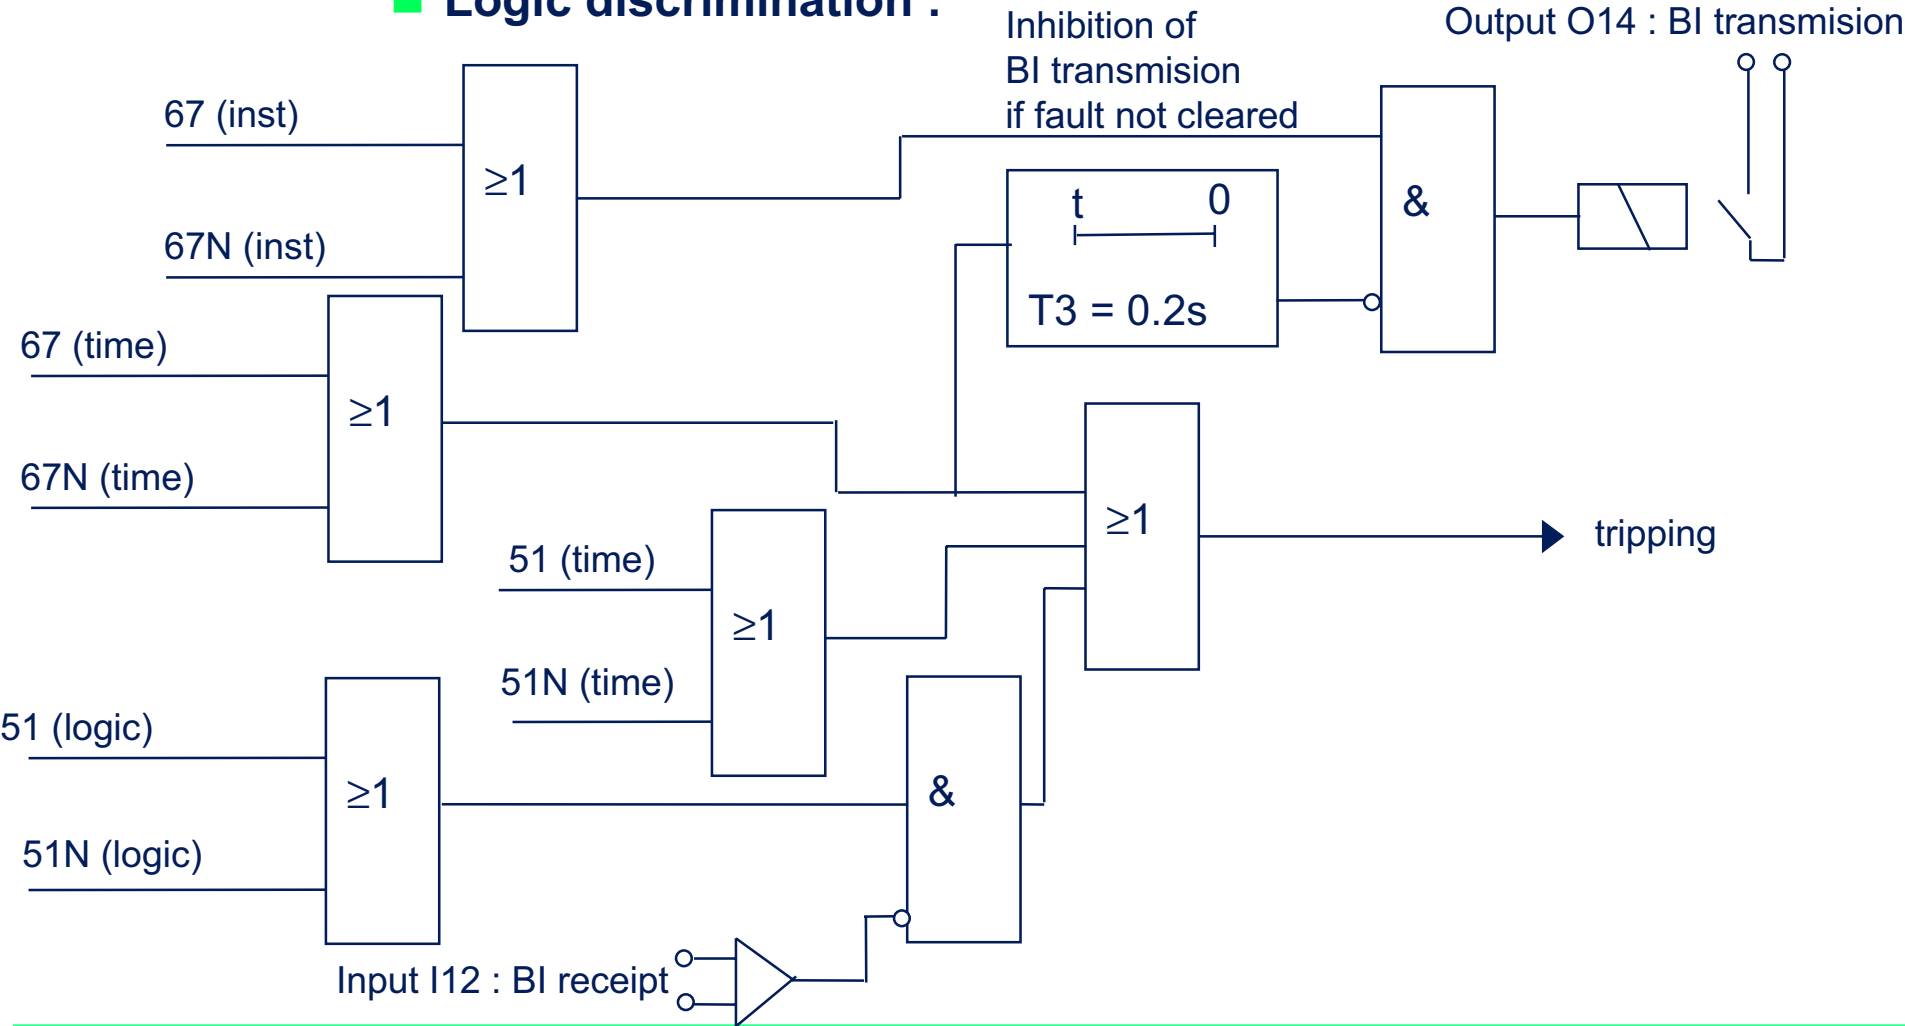 Logic discrimination :
Inhibition of
BI transmision
if fault not cleared
Output O14 : BI transmision
67 (inst)
≥1
67N (inst)
t 0
T3 = 0.2s
&
67 (time)
≥1
67N (time)
51 (time)
≥1
51N (time)
≥1
tripping
51 (logic)
≥1
51N (logic)
&
Input I12 : BI receipt